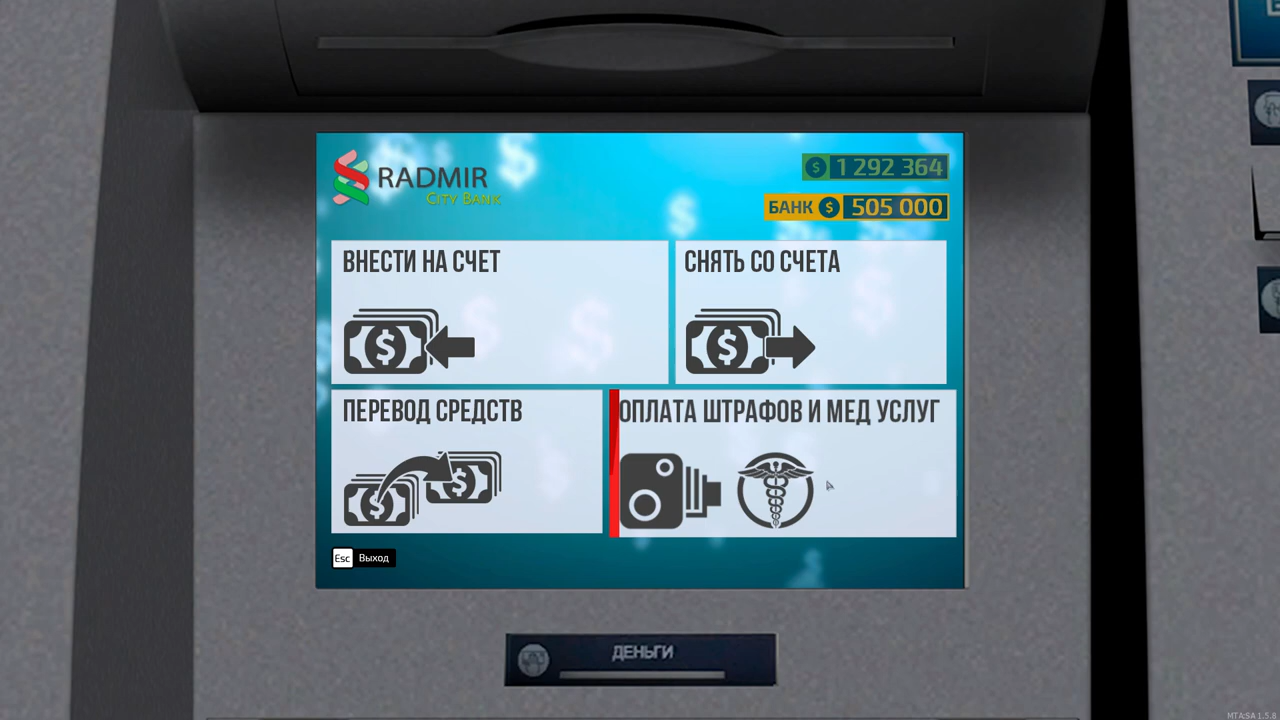 RADMIR
CITY BANK
$ 1 292 364
БАНК $ 505 000
ВНЕСТИ НА СЧЕТ
СНЯТЬ СО СЧЕТА
ПЕРЕВОД СРЕДСТВ
ОПЛАТА ШТРАФОВ И МЕД УСЛУГ
Esc Выход
ДЕНЬГИ
MTA:SA 1.5.8